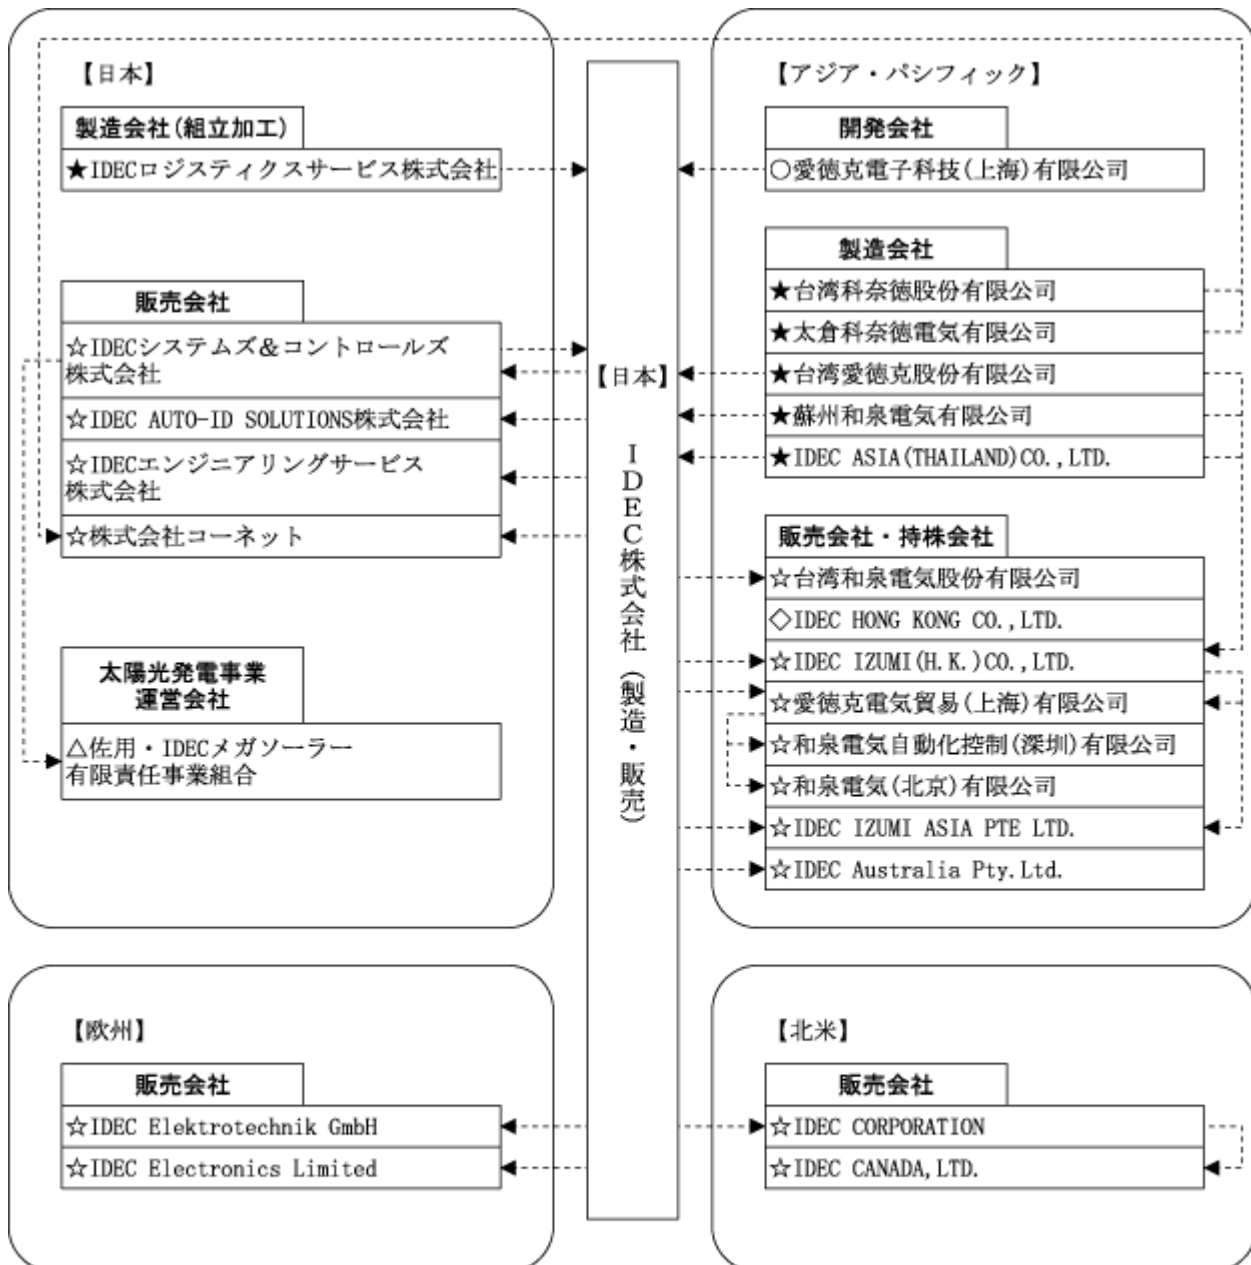 【日本】
製造会社(組立加工)
★IDECロジスティクスサービス株式会社
販売会社
☆IDECシステムズ＆コントロールズ
株式会社
☆IDEC AUTO-ID SOLUTIONS株式会社
☆IDECエンジニアリングサービス
株式会社
☆株式会社コーネット
太陽光発電事業
運営会社
△佐用・IDECメガソーラー
有限責任事業組合
【日本】
IDEC株式会社（製造・販売）
【アジア・パシフィック】
開発会社
○愛徳克電子科技(上海)有限公司
製造会社
★台湾科奈徳股份有限公司
★太倉科奈徳電気有限公司
★台湾愛徳克股份有限公司
★蘇州和泉電気有限公司
★IDEC ASIA(THAILAND)CO.,LTD.
販売会社・持株会社
☆台湾和泉電気股份有限公司
◇IDEC HONG KONG CO.,LTD.
☆IDEC IZUMI(H.K.)CO.,LTD.
☆愛徳克電気貿易(上海)有限公司
☆和泉電気自動化控制(深圳)有限公司
☆和泉電気(北京)有限公司
☆IDEC IZUMI ASIA PTE LTD.
☆IDEC Australia Pty.Ltd.
【欧州】
販売会社
☆IDEC Elektrotechnik GmbH
☆IDEC Electronics Limited
【北米】
販売会社
☆IDEC CORPORATION
☆IDEC CANADA,LTD.